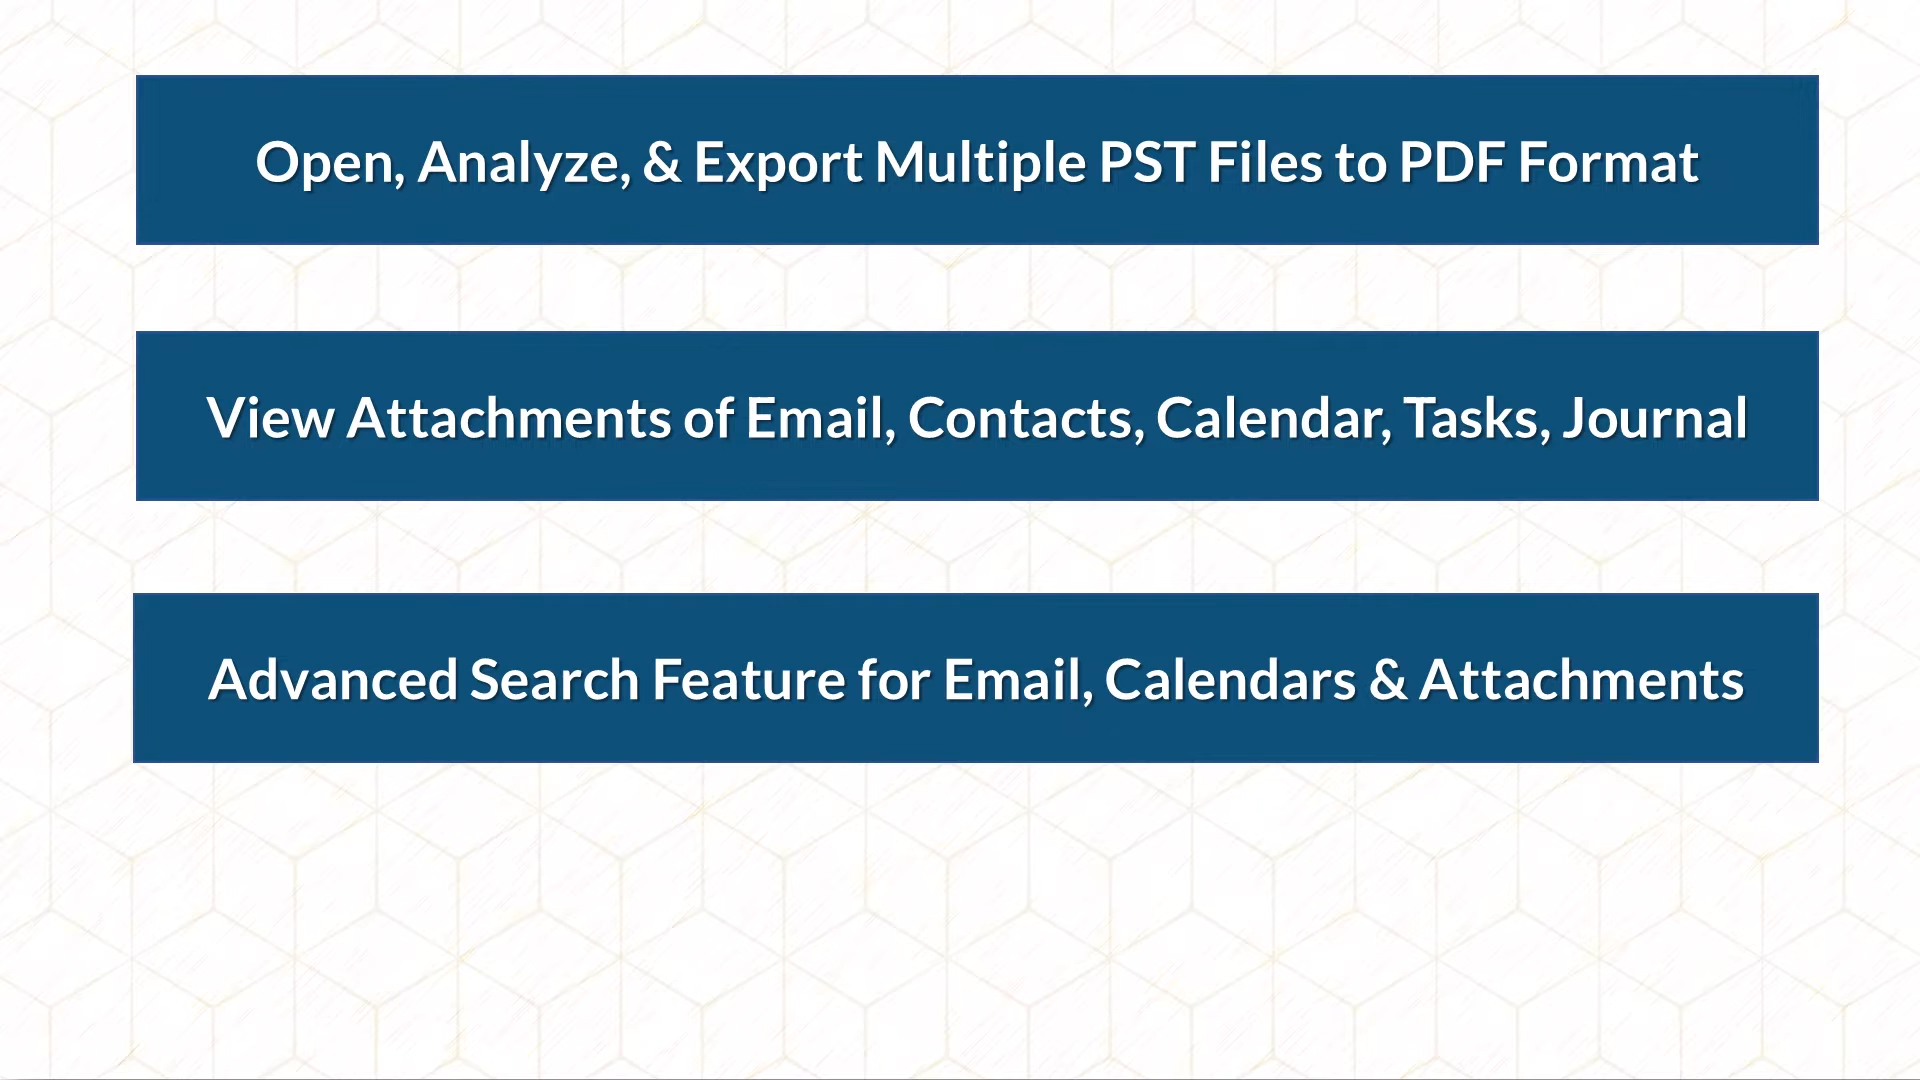 Open, Analyze, & Export Multiple PST Files to PDF Format
View Attachments of Email, Contacts, Calendar, Tasks, Journal
Advanced Search Feature for Email, Calendars & Attachments